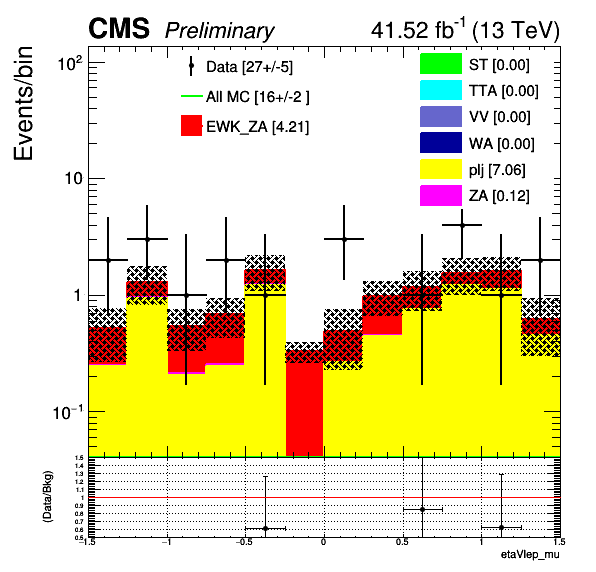 CMS Preliminary 41.52 fb-1 (13 TeV)
Events/bin
10²
10
1
10⁻¹
Data [27+/-5]
All MC [16+/-2 ]
EWK_ZA [4.21]
ST [0.00]
TTA [0.00]
VV [0.00]
WA [0.00]
plj [7.06]
ZA [0.12]
(Data/Bkg)
1.5
1.4
1.3
1.2
1.1
1
0.9
0.8
0.7
0.6
0.5
−1.5 −1 −0.5 0 0.5 1 1.5
etaVlep_mu